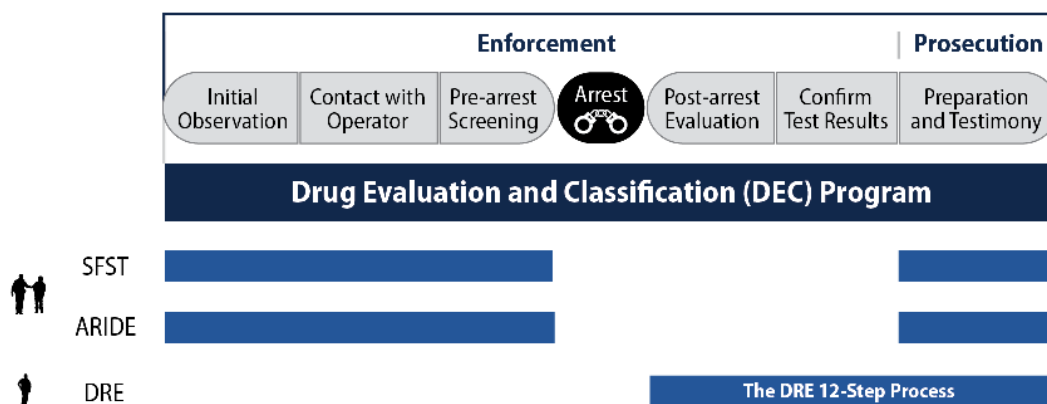 Enforcement
Prosecution
Initial
Observation
Contact with
Operator
Pre-arrest
Screening
Arrest
Post-arrest
Evaluation
Confirm
Test Results
Preparation
and Testimony
Drug Evaluation and Classification (DEC) Program
SFST
ARIDE
DRE
The DRE 12-Step Process